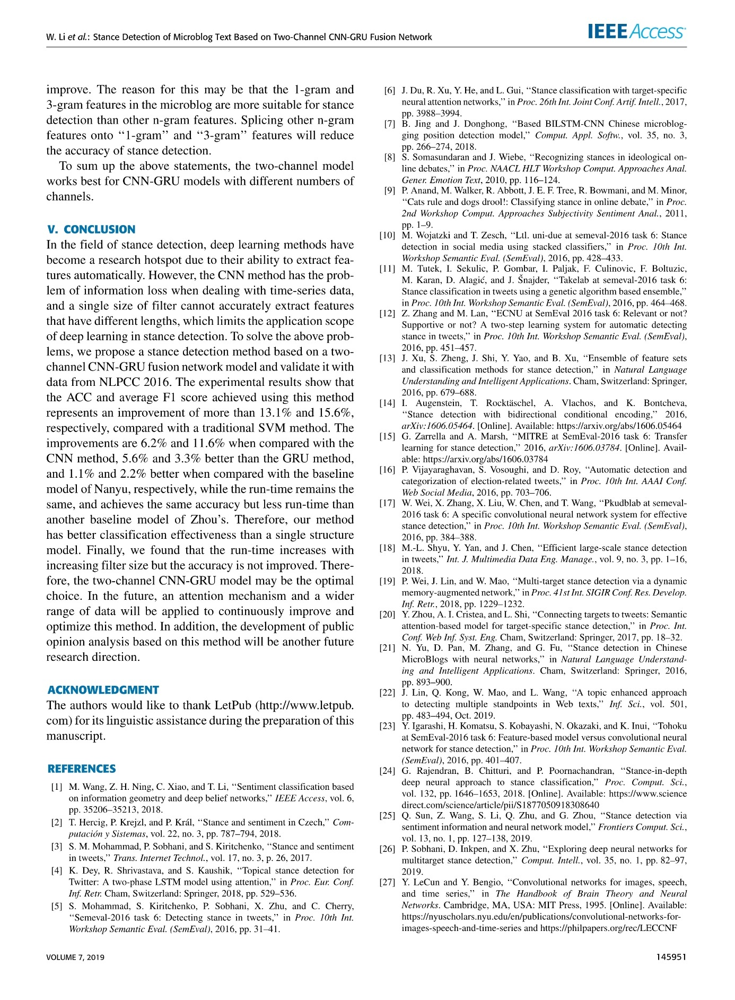 W. Li et al.: Stance Detection of Microblog Text Based on Two-Channel CNN-GRU Fusion Network
IEEE Access
improve. The reason for this may be that the 1-gram and
3-gram features in the microblog are more suitable for stance
detection than other n-gram features. Splicing other n-gram
features onto ‘‘1-gram’’ and ‘‘3-gram’’ features will reduce
the accuracy of stance detection.
To sum up the above statements, the two-channel model
works best for CNN-GRU models with different numbers of
channels.
V. CONCLUSION
In the field of stance detection, deep learning methods have
become a research hotspot due to their ability to extract fea-
tures automatically. However, the CNN method has the prob-
lem of information loss when dealing with time-series data,
and a single size of filter cannot accurately extract features
that have different lengths, which limits the application scope
of deep learning in stance detection. To solve the above prob-
lems, we propose a stance detection method based on a two-
channel CNN-GRU fusion network model and validate it with
data from NLPCC 2016. The experimental results show that
the ACC and average F1 score achieved using this method
represents an improvement of more than 13.1% and 15.6%,
respectively, compared with a traditional SVM method. The
improvements are 6.2% and 11.6% when compared with the
CNN method, 5.6% and 3.3% better than the GRU method,
and 1.1% and 2.2% better when compared with the baseline
model of Nanyu, respectively, while the run-time remains the
same, and achieves the same accuracy but less run-time than
another baseline model of Zhou’s. Therefore, our method
has better classification effectiveness than a single structure
model. Finally, we found that the run-time increases with
increasing filter size but the accuracy is not improved. There-
fore, the two-channel CNN-GRU model may be the optimal
choice. In the future, an attention mechanism and a wider
range of data will be applied to continuously improve and
optimize this method. In addition, the development of public
opinion analysis based on this method will be another future
research direction.
ACKNOWLEDGMENT
The authors would like to thank LetPub (http://www.letpub.
com) for its linguistic assistance during the preparation of this
manuscript.
REFERENCES
[1] M. Wang, Z. H. Ning, C. Xiao, and T. Li, ‘‘Sentiment classification based
on information geometry and deep belief networks,’’ IEEE Access, vol. 6,
pp. 35206–35213, 2018.
[2] T. Hercig, P. Krejzl, and P. Král, ‘‘Stance and sentiment in Czech,’’ Com-
putación y Sistemas, vol. 22, no. 3, pp. 787–794, 2018.
[3] S. M. Mohammad, P. Sobhani, and S. Kiritchenko, ‘‘Stance and sentiment
in tweets,’’ Trans. Internet Technol., vol. 17, no. 3, p. 26, 2017.
[4] K. Dey, R. Shrivastava, and S. Kaushik, ‘‘Topical stance detection for
Twitter: A two-phase LSTM model using attention,’’ in Proc. Eur. Conf.
Inf. Retr. Cham, Switzerland: Springer, 2018, pp. 529–536.
[5] S. Mohammad, S. Kiritchenko, P. Sobhani, X. Zhu, and C. Cherry,
‘‘Semeval-2016 task 6: Detecting stance in tweets,’’ in Proc. 10th Int.
Workshop Semantic Eval. (SemEval), 2016, pp. 31–41.
[6] J. Du, R. Xu, Y. He, and L. Gui, ‘‘Stance classification with target-specific
neural attention networks,’’ in Proc. 26th Int. Joint Conf. Artif. Intell., 2017,
pp. 3988–3994.
[7] B. Jing and J. Donghong, ‘‘Based BILSTM-CNN Chinese microblog-
ging position detection model,’’ Comput. Appl. Softw., vol. 35, no. 3,
pp. 266–274, 2018.
[8] S. Somasundaran and J. Wiebe, ‘‘Recognizing stances in ideological on-
line debates,’’ in Proc. NAACL HLT Workshop Comput. Approaches Anal.
Gener. Emotion Text, 2010, pp. 116–124.
[9] P. Anand, M. Walker, R. Abbott, J. E. F. Tree, R. Bowmani, and M. Minor,
‘‘Cats rule and dogs drool!: Classifying stance in online debate,’’ in Proc.
2nd Workshop Comput. Approaches Subjectivity Sentiment Anal., 2011,
pp. 1–9.
[10] M. Wojatzki and T. Zesch, ‘‘Ltl. uni-due at semeval-2016 task 6: Stance
detection in social media using stacked classifiers,’’ in Proc. 10th Int.
Workshop Semantic Eval. (SemEval), 2016, pp. 428–433.
[11] M. Tutek, I. Sekulic, P. Gombar, I. Paljak, F. Culinovic, F. Boltuzic,
M. Karan, D. Alagić, and J. Šnajder, ‘‘Takelab at semeval-2016 task 6:
Stance classification in tweets using a genetic algorithm based ensemble,’’
in Proc. 10th Int. Workshop Semantic Eval. (SemEval), 2016, pp. 464–468.
[12] Z. Zhang and M. Lan, ‘‘ECNU at SemEval 2016 task 6: Relevant or not?
Supportive or not? A two-step learning system for automatic detecting
stance in tweets,’’ in Proc. 10th Int. Workshop Semantic Eval. (SemEval),
2016, pp. 451–457.
[13] J. Xu, S. Zheng, J. Shi, Y. Yao, and B. Xu, ‘‘Ensemble of feature sets
and classification methods for stance detection,’’ in Natural Language
Understanding and Intelligent Applications. Cham, Switzerland: Springer,
2016, pp. 679–688.
[14] I. Augenstein, T. Rocktäschel, A. Vlachos, and K. Bontcheva,
‘‘Stance detection with bidirectional conditional encoding,’’ 2016,
arXiv:1606.05464. [Online]. Available: https://arxiv.org/abs/1606.05464
[15] G. Zarrella and A. Marsh, ‘‘MITRE at SemEval-2016 task 6: Transfer
learning for stance detection,’’ 2016, arXiv:1606.03784. [Online]. Avail-
able: https://arxiv.org/abs/1606.03784
[16] P. Vijayaraghavan, S. Vosoughi, and D. Roy, ‘‘Automatic detection and
categorization of election-related tweets,’’ in Proc. 10th Int. AAAI Conf.
Web Social Media, 2016, pp. 703–706.
[17] W. Wei, X. Zhang, X. Liu, W. Chen, and T. Wang, ‘‘Pkudblab at semeval-
2016 task 6: A specific convolutional neural network system for effective
stance detection,’’ in Proc. 10th Int. Workshop Semantic Eval. (SemEval),
2016, pp. 384–388.
[18] M.-L. Shyu, Y. Yan, and J. Chen, ‘‘Efficient large-scale stance detection
in tweets,’’ Int. J. Multimedia Data Eng. Manage., vol. 9, no. 3, pp. 1–16,
2018.
[19] P. Wei, J. Lin, and W. Mao, ‘‘Multi-target stance detection via a dynamic
memory-augmented network,’’ in Proc. 41st Int. SIGIR Conf. Res. Develop.
Inf. Retr., 2018, pp. 1229–1232.
[20] Y. Zhou, A. I. Cristea, and L. Shi, ‘‘Connecting targets to tweets: Semantic
attention-based model for target-specific stance detection,’’ in Proc. Int.
Conf. Web Inf. Syst. Eng. Cham, Switzerland: Springer, 2017, pp. 18–32.
[21] N. Yu, D. Pan, M. Zhang, and G. Fu, ‘‘Stance detection in Chinese
MicroBlogs with neural networks,’’ in Natural Language Understand-
ing and Intelligent Applications. Cham, Switzerland: Springer, 2016,
pp. 893–900.
[22] J. Lin, Q. Kong, W. Mao, and L. Wang, ‘‘A topic enhanced approach
to detecting multiple standpoints in Web texts,’’ Inf. Sci., vol. 501,
pp. 483–494, Oct. 2019.
[23] Y. Igarashi, H. Komatsu, S. Kobayashi, N. Okazaki, and K. Inui, ‘‘Tohoku
at SemEval-2016 task 6: Feature-based model versus convolutional neural
network for stance detection,’’ in Proc. 10th Int. Workshop Semantic Eval.
(SemEval), 2016, pp. 401–407.
[24] G. Rajendran, B. Chitturi, and P. Poornachandran, ‘‘Stance-in-depth
deep neural approach to stance classification,’’ Proc. Comput. Sci.,
vol. 132, pp. 1646–1653, 2018. [Online]. Available: https://www.science
direct.com/science/article/pii/S1877050918308640
[25] Q. Sun, Z. Wang, S. Li, Q. Zhu, and G. Zhou, ‘‘Stance detection via
sentiment information and neural network model,’’ Frontiers Comput. Sci.,
vol. 13, no. 1, pp. 127–138, 2019.
[26] P. Sobhani, D. Inkpen, and X. Zhu, ‘‘Exploring deep neural networks for
multitarget stance detection,’’ Comput. Intell., vol. 35, no. 1, pp. 82–97,
2019.
[27] Y. LeCun and Y. Bengio, ‘‘Convolutional networks for images, speech,
and time series,’’ in The Handbook of Brain Theory and Neural
Networks. Cambridge, MA, USA: MIT Press, 1995. [Online]. Available:
https://nyuscholars.nyu.edu/en/publications/convolutional-networks-for-
images-speech-and-time-series and https://philpapers.org/rec/LECCNF
VOLUME 7, 2019
145951